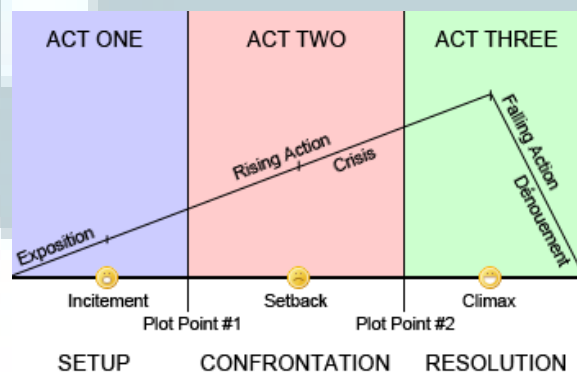 ACT ONE
ACT TWO
ACT THREE
Exposition
Rising Action
Crisis
Falling Action
Dénouement
Incitement
Setback
Climax
Plot Point #1
Plot Point #2
SETUP
CONFRONTATION
RESOLUTION